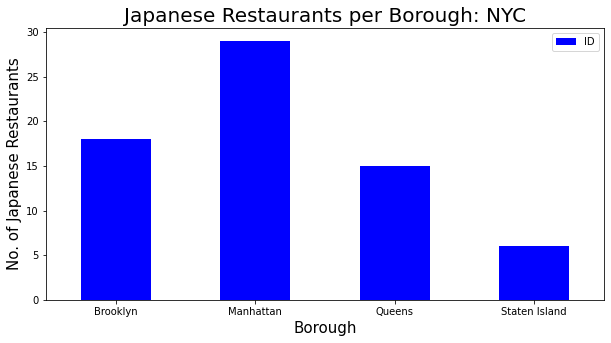 Japanese Restaurants per Borough: NYC
ID
30
25
20
15
10
5
0
No. of Japanese Restaurants
Brooklyn Manhattan Queens Staten Island
Borough